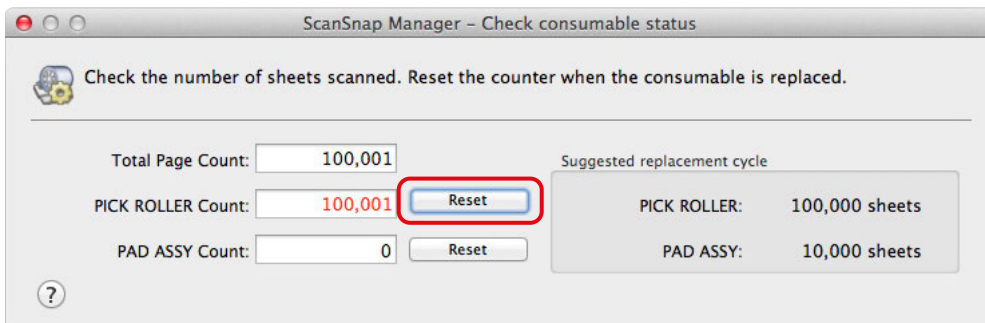 ScanSnap Manager – Check consumable status
Check the number of sheets scanned. Reset the counter when the consumable is replaced.
Total Page Count: 100,001
Suggested replacement cycle
PICK ROLLER Count: 100,001 Reset
PICK ROLLER: 100,000 sheets
PAD ASSY Count: 0 Reset
PAD ASSY: 10,000 sheets
?